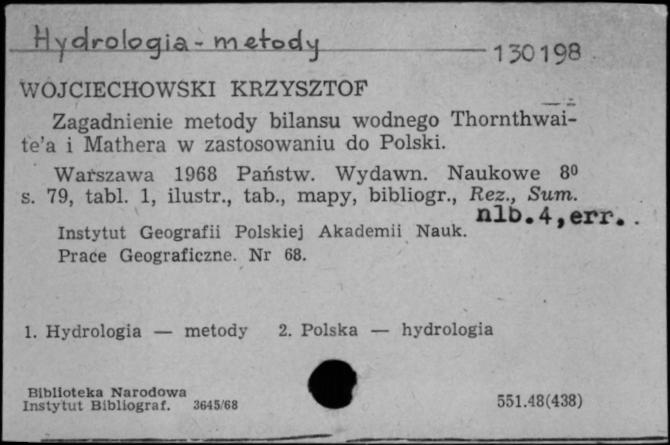 Hydrologia - metody
130198
WOJCIECHOWSKI KRZYSZTOF
Zagadnienie metody bilansu wodnego Thornthwai-
te'a i Mathera w zastosowaniu do Polski.
Warszawa 1968 Państw. Wydawn. Naukowe 8⁰
s. 79, tabl. 1, ilustr., tab., mapy, bibliogr., Rez., Sum.
nlb.4,err.
Instytut Geografii Polskiej Akademii Nauk.
Prace Geograficzne. Nr 68.
1. Hydrologia — metody 2. Polska — hydrologia
Biblioteka Narodowa
Instytut Bibliograf. 3645/68
551.48(438)